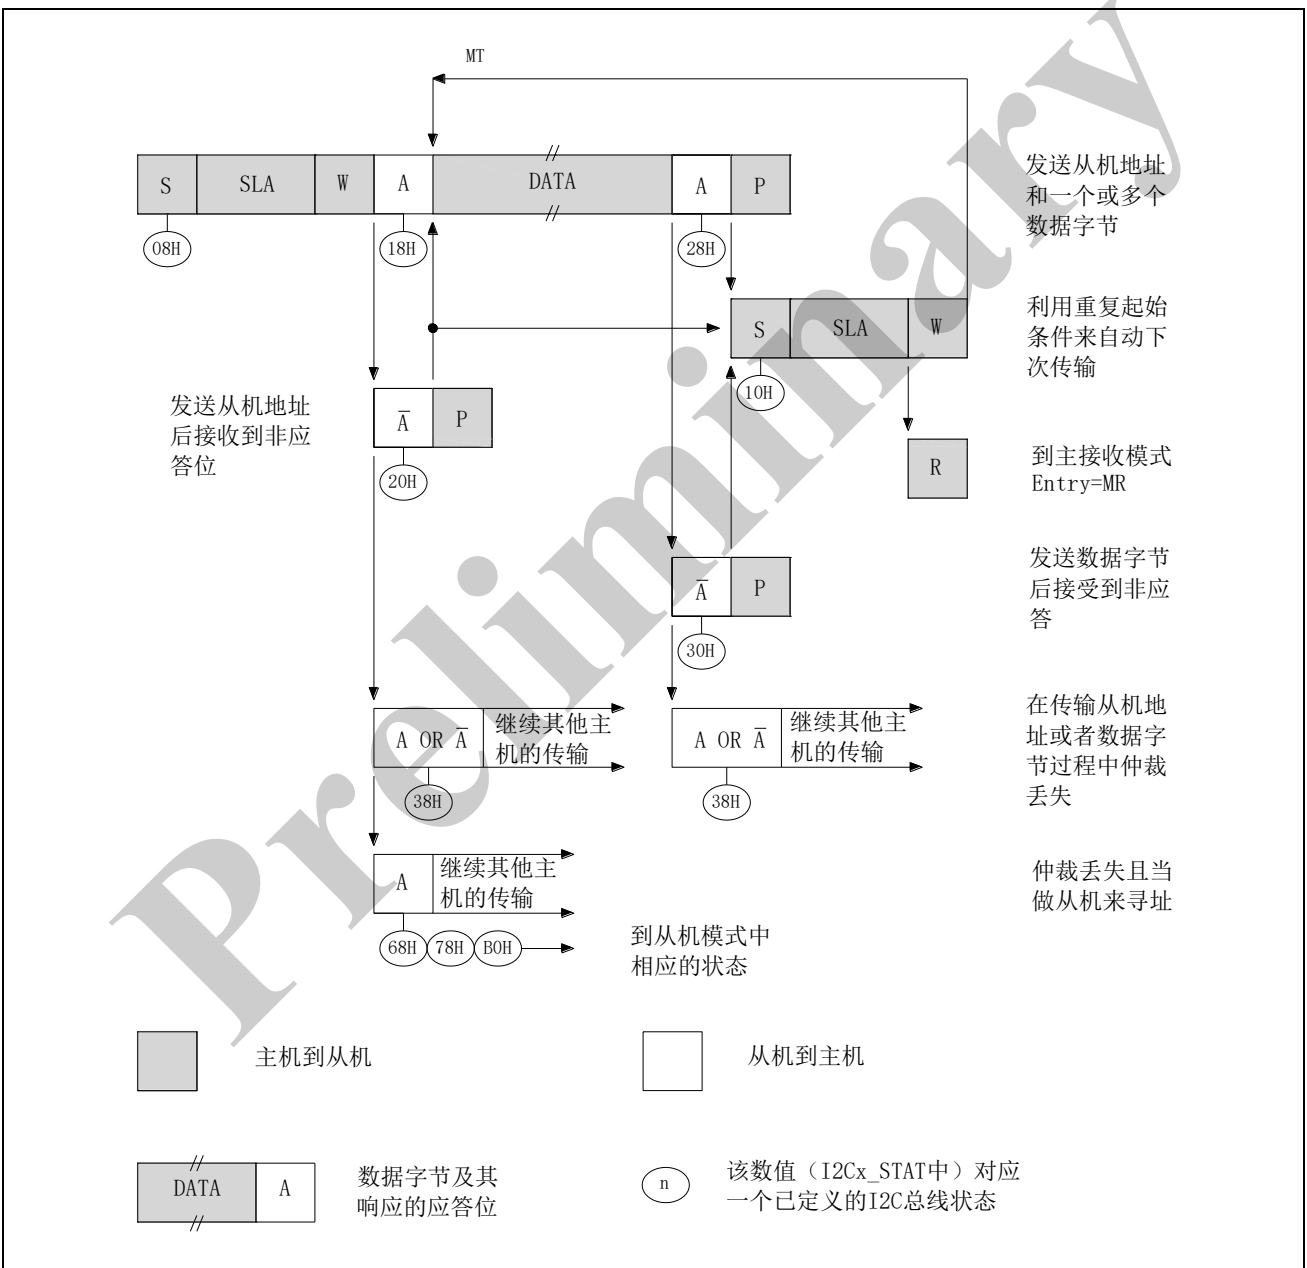 MT
S SLA W A DATA A P
发送从机地址
和一个或多个
数据字节
08H 18H 28H
S SLA W
利用重复起始
条件来自动下
次传输
10H
发送从机地址
后接收到非应
答位
A̅ P
20H
R
到主接收模式
Entry=MR
A̅ P
30H
发送数据字节
后接受到非应
答
A OR A̅
继续其他主
机的传输
38H
A OR A̅
继续其他主
机的传输
38H
在传输从机地
址或者数据字
节过程中仲裁
丢失
A
继续其他主
机的传输
68H 78H B0H
到从机模式中
相应的状态
仲裁丢失且当
做从机来寻址
主机到从机
从机到主机
DATA A
数据字节及其
响应的应答位
n
该数值（I2Cx_STAT中）对应
一个已定义的I2C总线状态
Preliminary